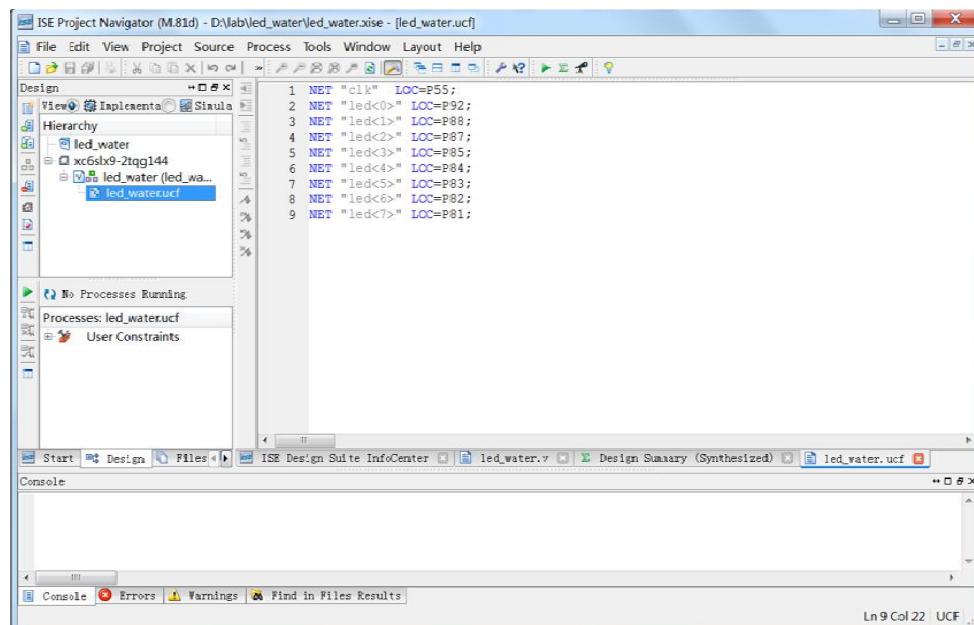 ISE Project Navigator (M.81d) - D:\lab\led_water\led_water.xise - [led_water.ucf]
File Edit View Project Source Process Tools Window Layout Help
Design
View: Implementa Simula
Hierarchy
led_water
xc6slx9-2tqg144
led_water (led_wa...
led_water.ucf
No Processes Running
Processes: led_water.ucf
User Constraints
1 NET "clk" LOC=P55;
2 NET "led<0>" LOC=P92;
3 NET "led<1>" LOC=P88;
4 NET "led<2>" LOC=P87;
5 NET "led<3>" LOC=P85;
6 NET "led<4>" LOC=P84;
7 NET "led<5>" LOC=P83;
8 NET "led<6>" LOC=P82;
9 NET "led<7>" LOC=P81;
Start Design Files ISE Design Suite InfoCenter led_water.v Design Summary (Synthesized) led_water.ucf
Console
Console Errors Warnings Find in Files Results
Ln 9 Col 22 UCF